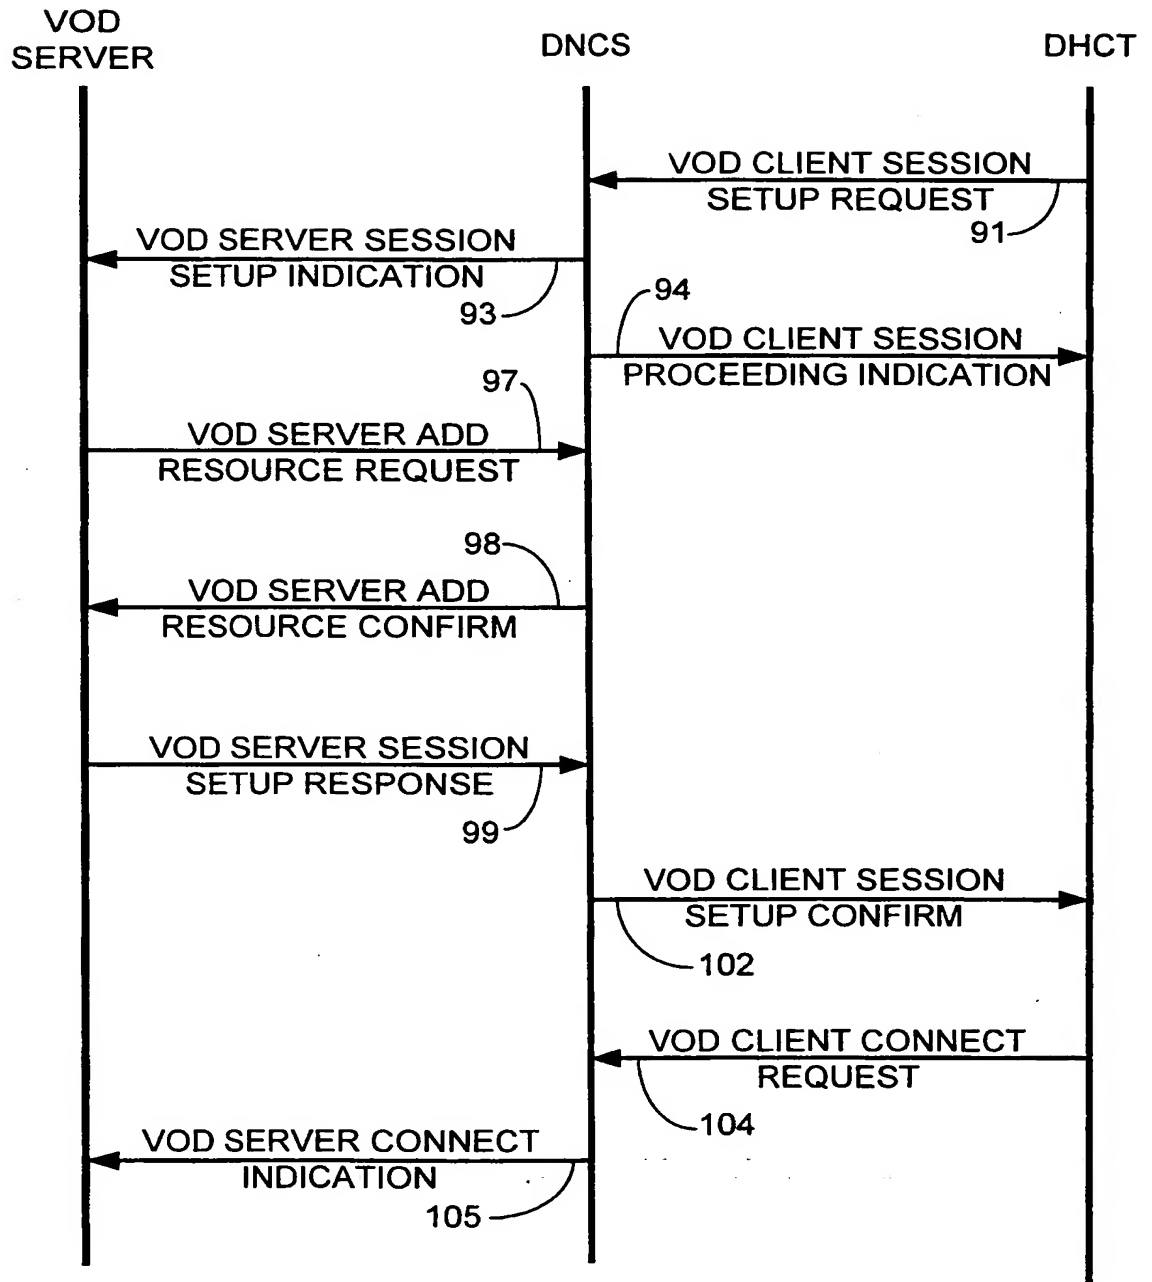 VOD
SERVER
DNCS
DHCT
VOD CLIENT SESSION
SETUP REQUEST
91
VOD SERVER SESSION
SETUP INDICATION
93
94
VOD CLIENT SESSION
PROCEEDING INDICATION
97
VOD SERVER ADD
RESOURCE REQUEST
98
VOD SERVER ADD
RESOURCE CONFIRM
VOD SERVER SESSION
SETUP RESPONSE
99
VOD CLIENT SESSION
SETUP CONFIRM
102
VOD CLIENT CONNECT
REQUEST
104
VOD SERVER CONNECT
INDICATION
105